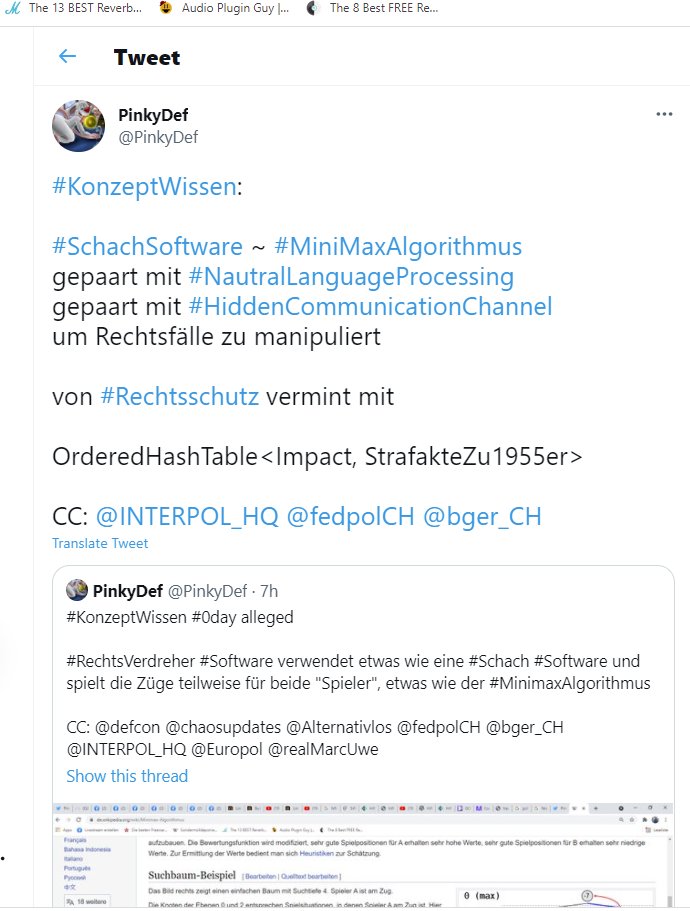 The 13 BEST Reverb... Audio Plugin Guy |... The 8 Best FREE Re...
Tweet
PinkyDef
@PinkyDef
#KonzeptWissen:
#SchachSoftware ~ #MiniMaxAlgorithmus
gepaart mit #NautralLanguageProcessing
gepaart mit #HiddenCommunicationChannel
um Rechtsfälle zu manipuliert
von #Rechtsschutz vermint mit
OrderedHashTable<Impact, StrafakteZu1955er>
CC: @INTERPOL_HQ @fedpolCH @bger_CH
Translate Tweet
PinkyDef @PinkyDef · 7h
#KonzeptWissen #0day alleged
#RechtsVerdreher #Software verwendet etwas wie eine #Schach #Software und
spielt die Züge teilweise für beide "Spieler", etwas wie der #MinimaxAlgorithmus
CC: @defcon @chaosupdates @Alternativlos @fedpolCH @bger_CH
@INTERPOL_HQ @Europol @realMarcUwe
Show this thread
Français
Bahasa Indonesia
Italiano
Português
Русский
中文
18 weitere
aufzubauen. Die Bewertungsfunktion wird modifiziert, sehr gute Spielpositionen für A erhalten sehr hohe Werte, sehr gute Spielpositionen für B erhalten sehr niedrige
Werte. Zur Ermittlung der Werte bedient man sich Heuristiken zur Schätzung.
Suchbaum-Beispiel [ Bearbeiten | Quelltext bearbeiten ]
Das Bild rechts zeigt einen einfachen Baum mit Suchtiefe 4. Spieler A ist am Zug.
Die Knoten der Ebenen 0 und 2 entsprechen Spielsituationen, in denen Spieler A am Zug ist. Hier
0 (max)
-7